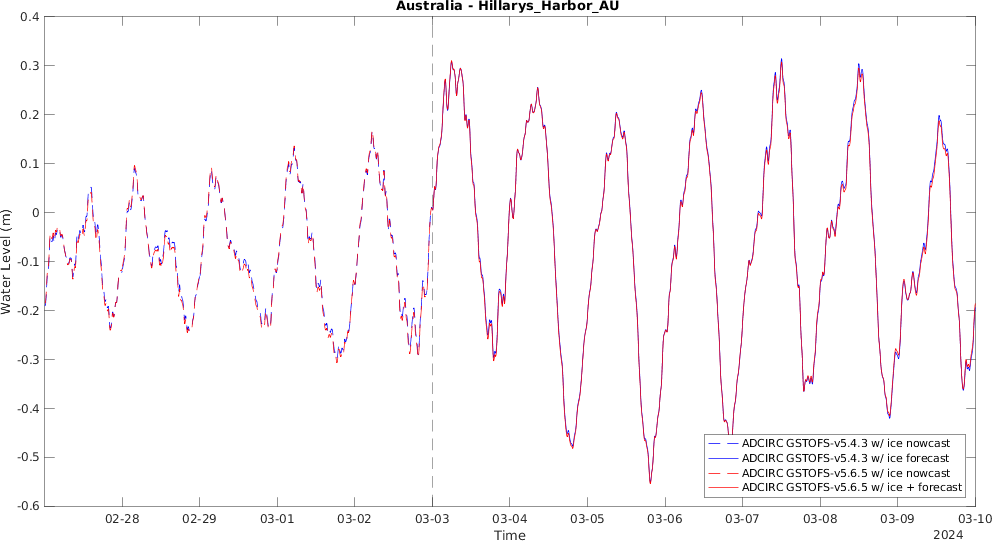 Australia - Hillarys_Harbor_AU
0.4
0.3
0.2
0.1
0
-0.1
-0.2
-0.3
-0.4
-0.5
-0.6
Water Level (m)
ADCIRC GSTOFS-v5.4.3 w/ ice nowcast
ADCIRC GSTOFS-v5.4.3 w/ ice forecast
ADCIRC GSTOFS-v5.6.5 w/ ice nowcast
ADCIRC GSTOFS-v5.6.5 w/ ice + forecast
02-28 02-29 03-01 03-02 03-03 03-04 03-05 03-06 03-07 03-08 03-09 03-10
Time
2024